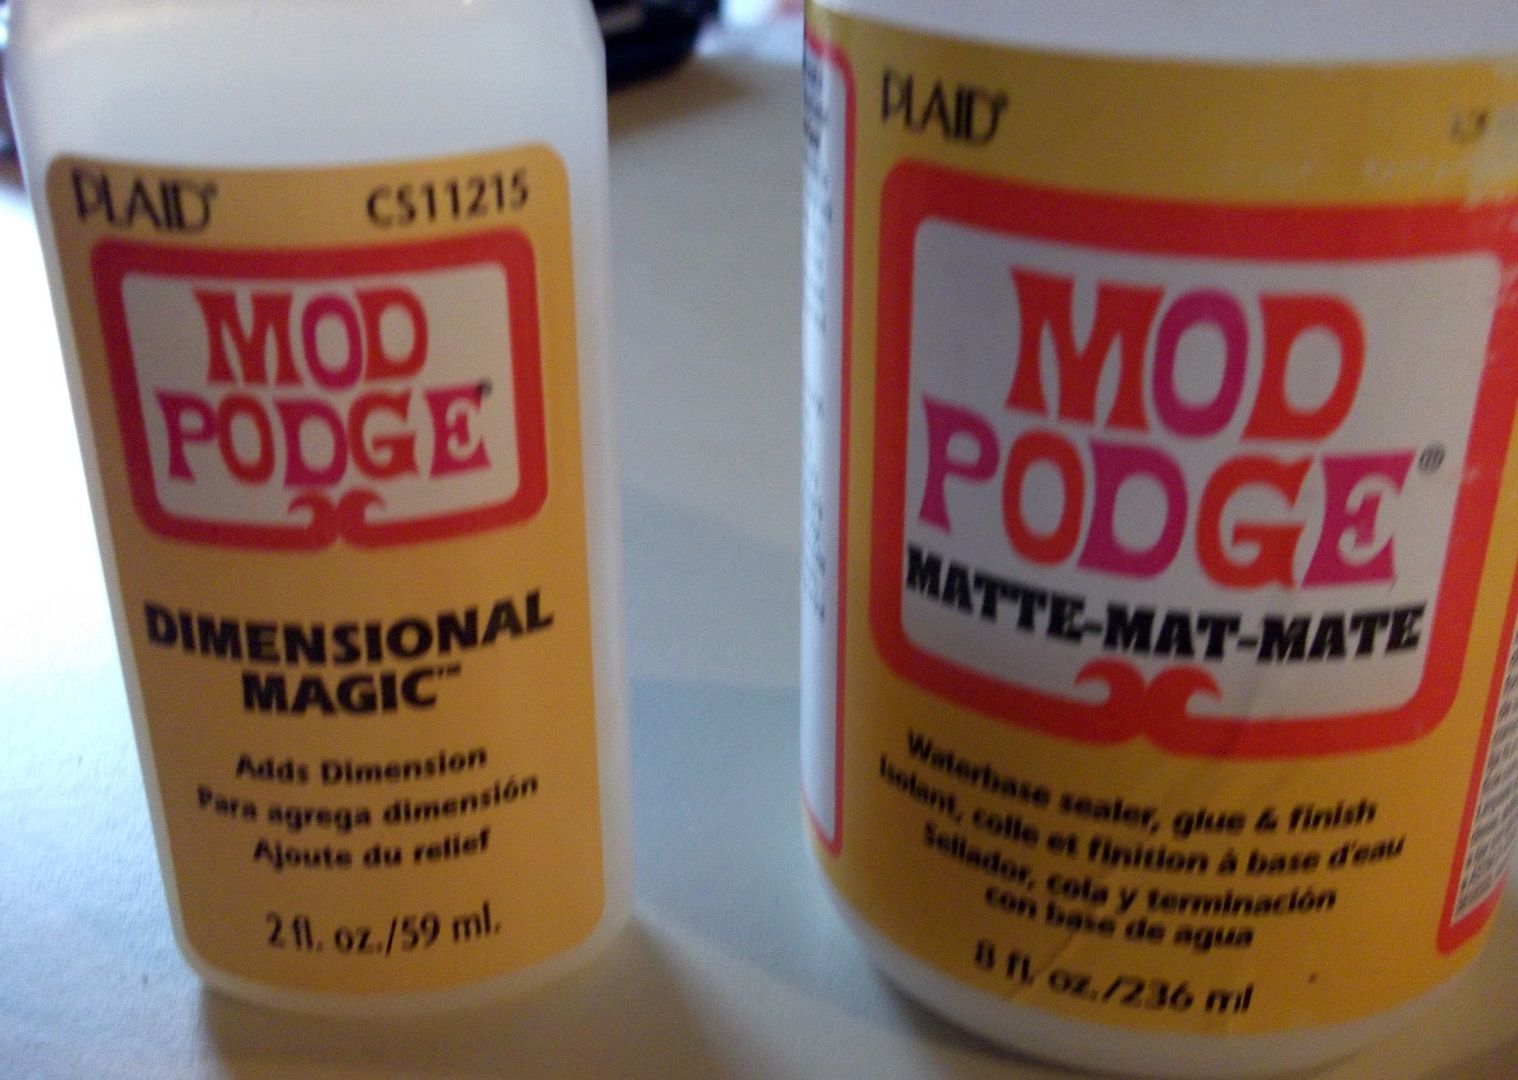 PLAID®
CS11215
MOD
PODGE®
DIMENSIONAL
MAGIC™
Adds Dimension
Para agrega dimensión
Ajoute du relief
2 fl. oz./59 ml.
PLAID®
MOD
PODGE®
MATTE-MAT-MATE
Waterbase sealer, glue & finish
Isolant, colle et finition à base d'eau
Sellador, cola y terminación
con base de agua
8 fl. oz./236 ml